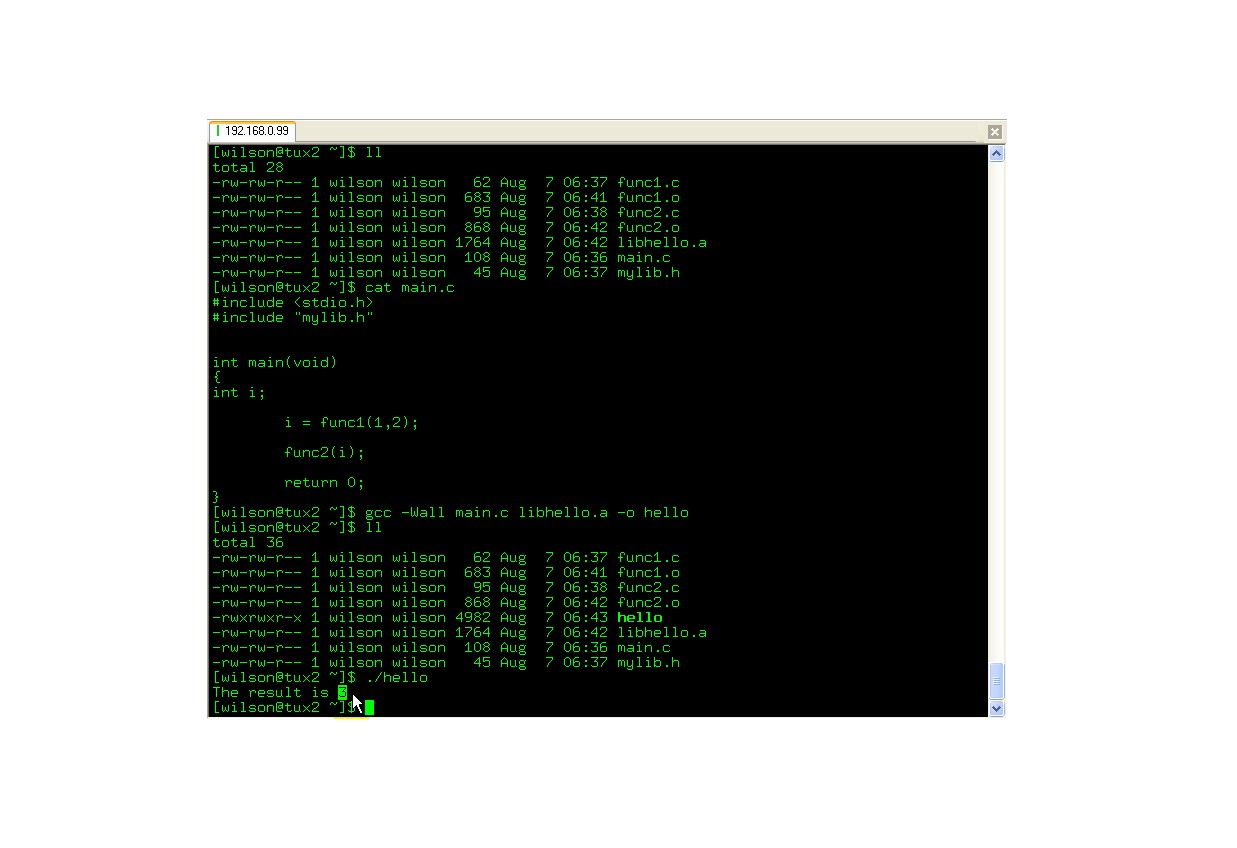 192.168.0.99
[wilson@tux2 ~]$ ll
total 28
-rw-rw-r-- 1 wilson wilson   62 Aug  7 06:37 func1.c
-rw-rw-r-- 1 wilson wilson  683 Aug  7 06:41 func1.o
-rw-rw-r-- 1 wilson wilson   95 Aug  7 06:38 func2.c
-rw-rw-r-- 1 wilson wilson  868 Aug  7 06:42 func2.o
-rw-rw-r-- 1 wilson wilson 1764 Aug  7 06:42 libhello.a
-rw-rw-r-- 1 wilson wilson  108 Aug  7 06:36 main.c
-rw-rw-r-- 1 wilson wilson   45 Aug  7 06:37 mylib.h
[wilson@tux2 ~]$ cat main.c
#include <stdio.h>
#include "mylib.h"
int main(void)
{
int i;
        i = func1(1,2);
        func2(i);
        return 0;
}
[wilson@tux2 ~]$ gcc -Wall main.c libhello.a -o hello
[wilson@tux2 ~]$ ll
total 36
-rw-rw-r-- 1 wilson wilson   62 Aug  7 06:37 func1.c
-rw-rw-r-- 1 wilson wilson  683 Aug  7 06:41 func1.o
-rw-rw-r-- 1 wilson wilson   95 Aug  7 06:38 func2.c
-rw-rw-r-- 1 wilson wilson  868 Aug  7 06:42 func2.o
-rwxrwxr-x 1 wilson wilson 4982 Aug  7 06:43 hello
-rw-rw-r-- 1 wilson wilson 1764 Aug  7 06:42 libhello.a
-rw-rw-r-- 1 wilson wilson  108 Aug  7 06:36 main.c
-rw-rw-r-- 1 wilson wilson   45 Aug  7 06:37 mylib.h
[wilson@tux2 ~]$ ./hello
The result is 3
[wilson@tux2 ~]$